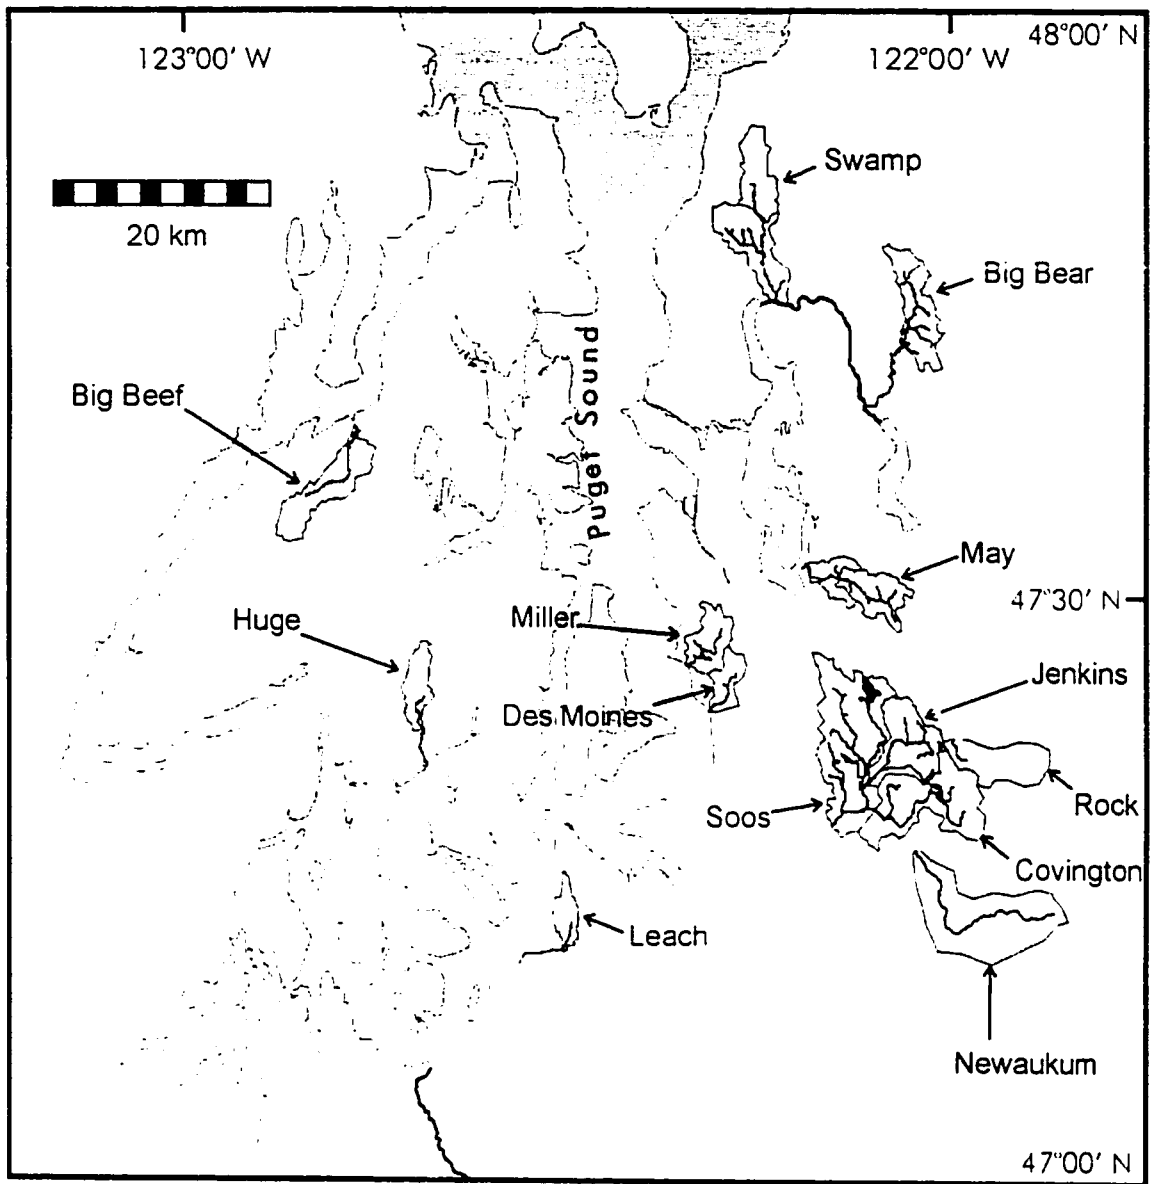 48°00' N
123°00' W
122°00' W
Swamp
20 km
Big Bear
Puget Sound
Big Beef
May
47°30' N
Miller
Huge
Jenkins
Des Moines
Rock
Soos
Covington
Leach
Newaukum
47°00' N